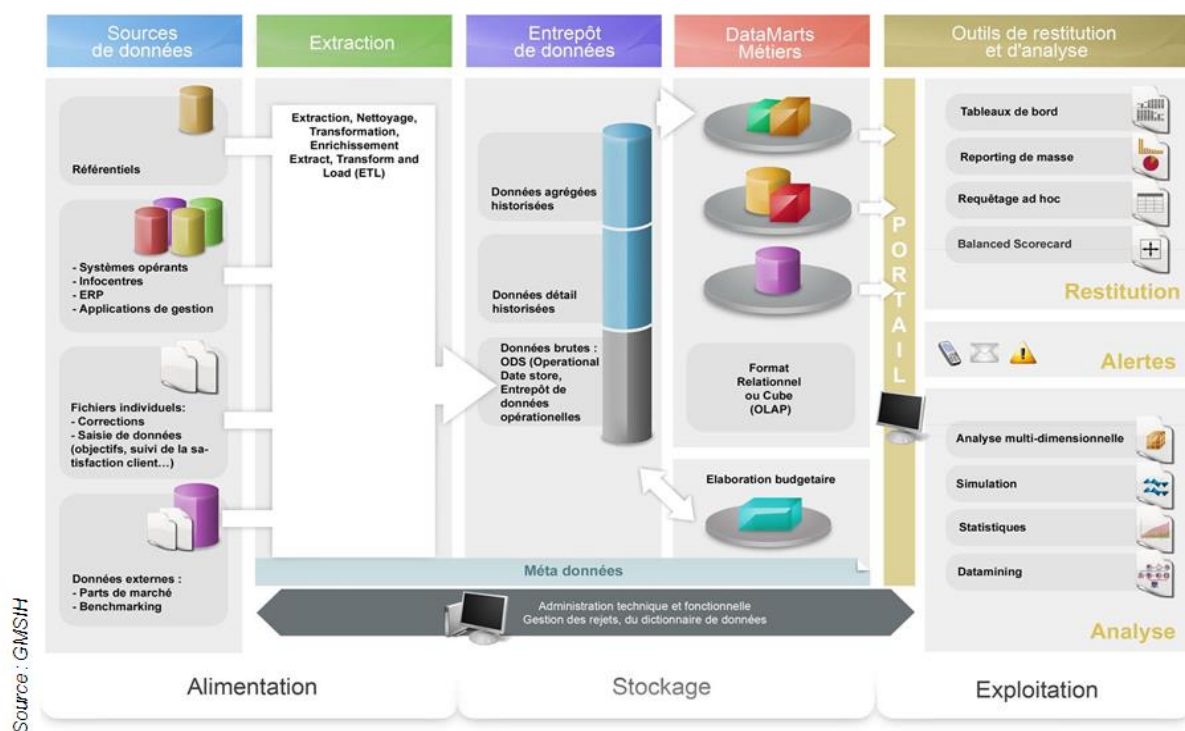 Sources
de données
Extraction
Entrepôt
de données
DataMarts
Métiers
Outils de restitution
et d'analyse
Référentiels
- Systèmes opérants
- Infocentres
- ERP
- Applications de gestion
Fichiers individuels:
- Corrections
- Saisie de données
(objectifs, suivi de la sa-
tisfaction client...)
Données externes :
- Parts de marché
- Benchmarking
Extraction, Nettoyage,
Transformation,
Enrichissement
Extract, Transform and
Load (ETL)
Données agrégées
historisées
Données détail
historisées
Données brutes :
ODS (Operational
Date store,
Entrepôt de
données
opérationelles
Format
Relationnel
ou Cube
(OLAP)
Elaboration budgetaire
PORTAIL
Tableaux de bord
Reporting de masse
Requêtage ad hoc
Balanced Scorecard
Restitution
Alertes
Analyse multi-dimensionnelle
Simulation
Statistiques
Datamining
Analyse
Méta données
Administration technique et fonctionnelle
Gestion des rejets, du dictionnaire de données
Alimentation
Stockage
Exploitation
Source : GMSIH